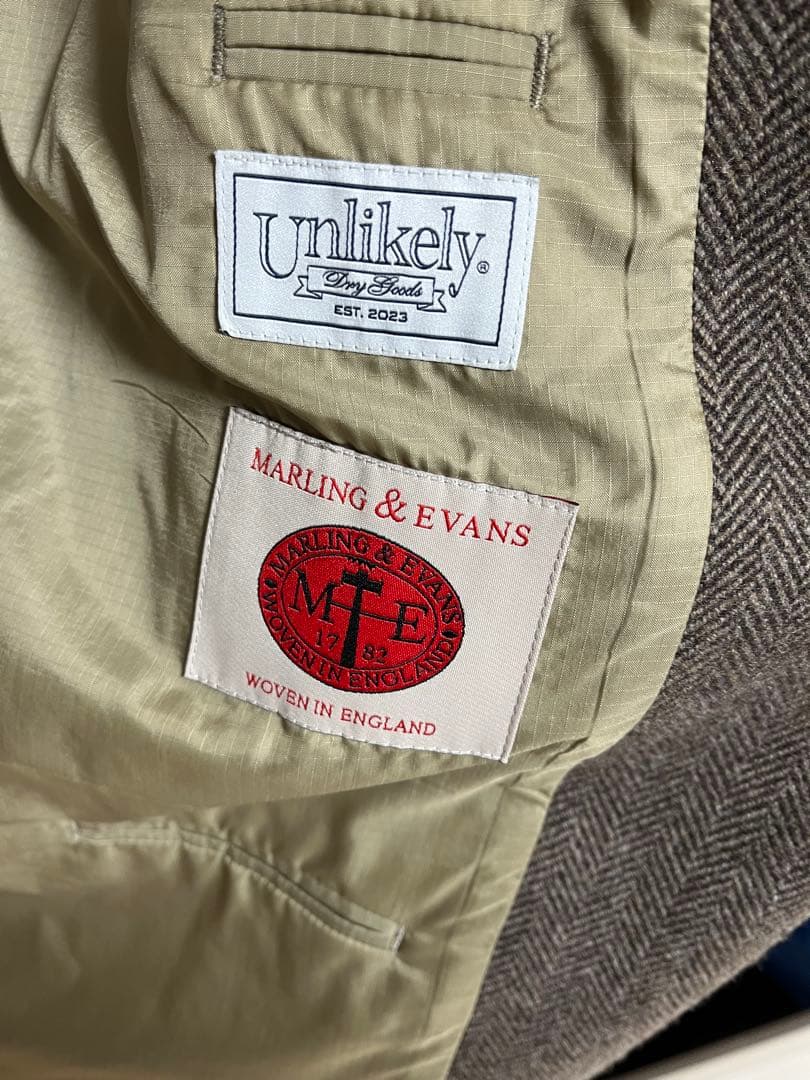 Unlikely®
Dry Goods
EST. 2023
MARLING & EVANS
MARLING & EVANS
M E
17 82
WOVEN IN ENGLAND
WOVEN IN ENGLAND